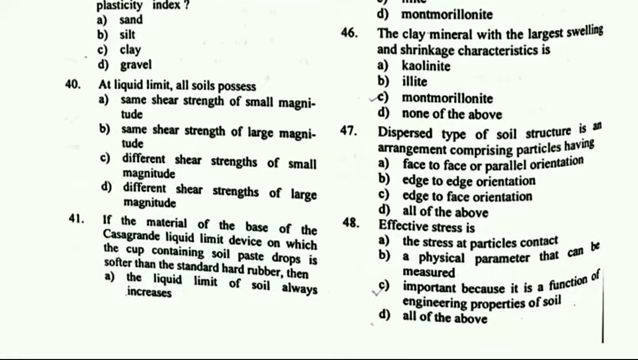 plasticity index ?
a) sand
b) silt
c) clay
d) gravel
40. At liquid limit, all soils possess
a) same shear strength of small magni-
tude
b) same shear strength of large magni-
tude
c) different shear strengths of small
magnitude
d) different shear strengths of large
magnitude
41. If the material of the base of the
Casagrande liquid limit device on which
the cup containing soil paste drops is
softer than the standard hard rubber, then
a) the liquid limit of soil always
increases
d) montmorillonite
46. The clay mineral with the largest swelling
and shrinkage characteristics is
a) kaolinite
b) illite
c) montmorillonite
d) none of the above
47. Dispersed type of soil structure is an
arrangement comprising particles having
a) face to face or parallel orientation
b) edge to edge orientation
c) edge to face orientation
d) all of the above
48. Effective stress is
a) the stress at particles contact
b) a physical parameter that can be
measured
c) important because it is a function of
engineering properties of soil
d) all of the above